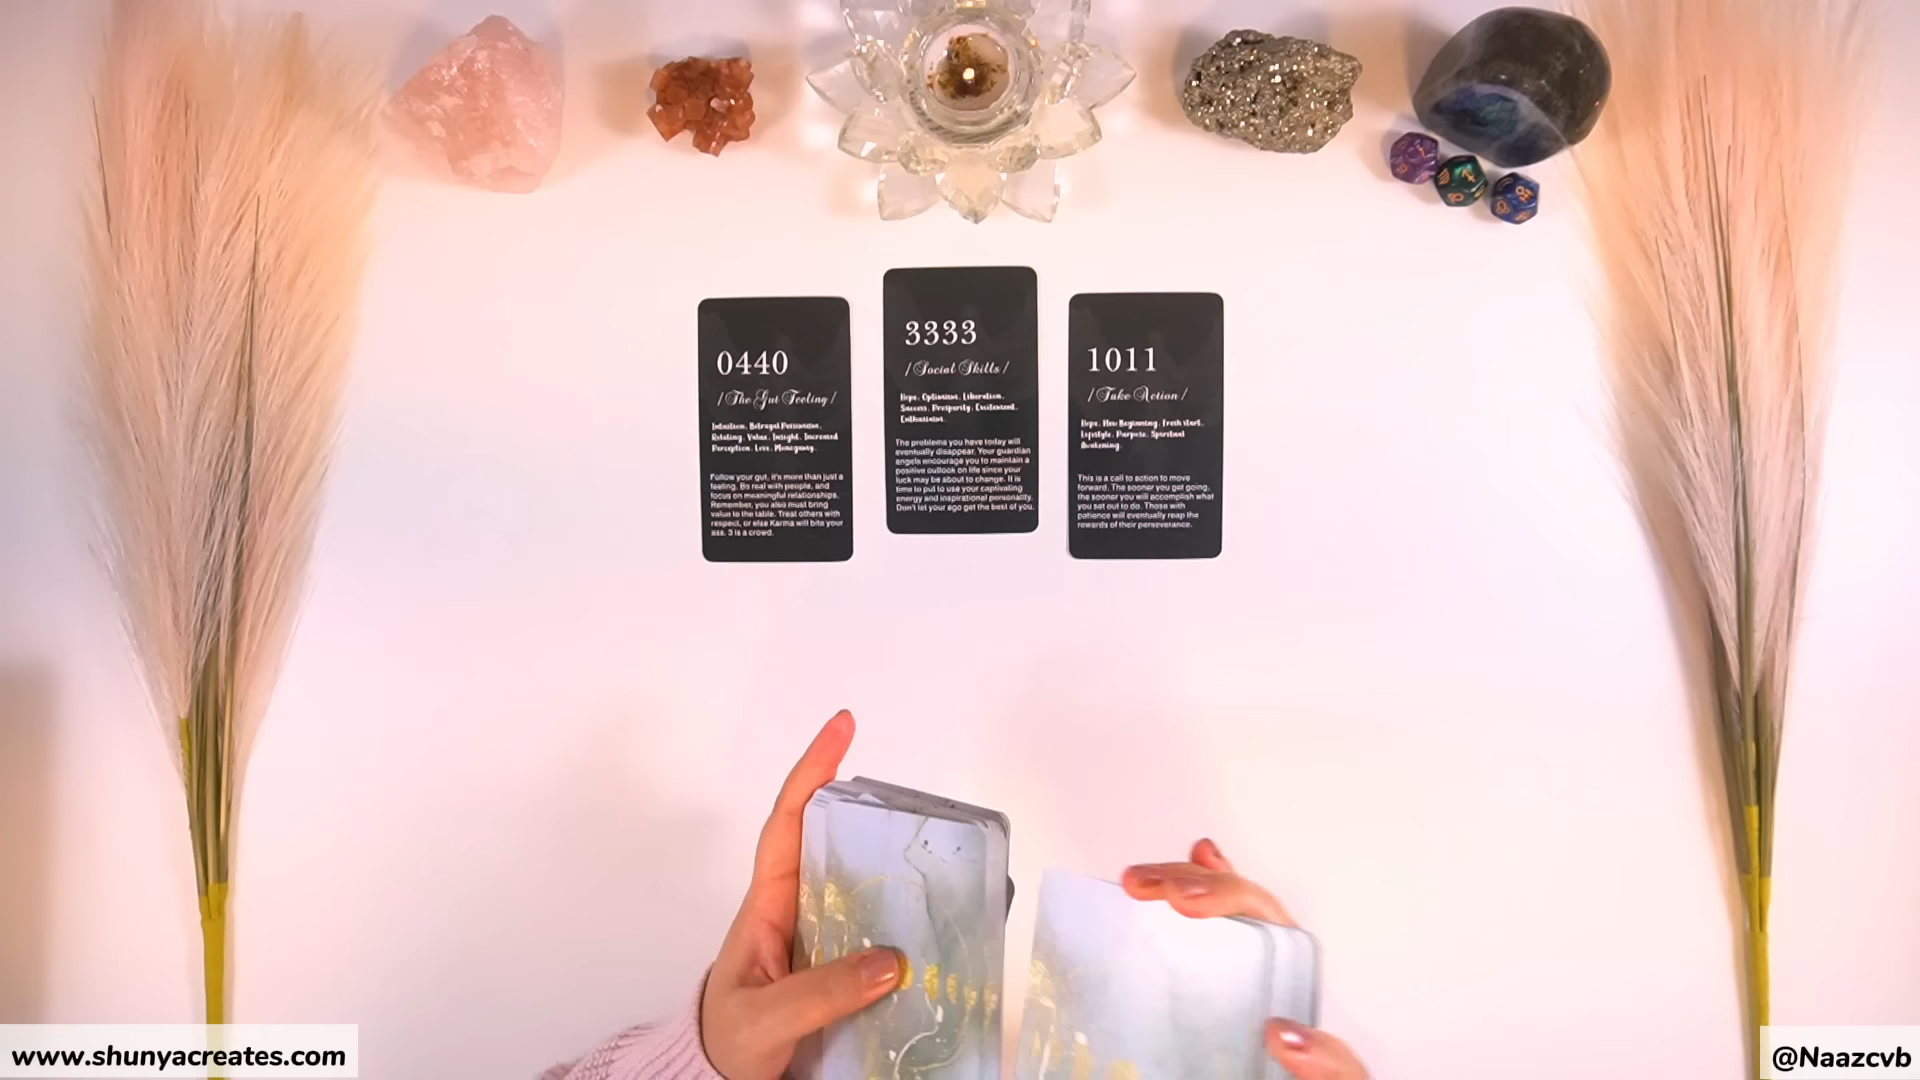 0440
/The Gut Feeling/
Intuition, Betrayal, Pessimism,
Relating, Value, Insight, Increased
Perception, Love, Monogamy.
Follow your gut, it's more than just a
feeling. Be real with people, and
focus on meaningful relationships.
Remember, you also must bring
value to the table. Treat others with
respect, or else Karma will bite your
ass. 3 is a crowd.
3333
/Social Skills/
Hope, Optimism, Liberation,
Success, Prosperity, Excitement,
Enthusiasm.
The problems you have today will
eventually disappear. Your guardian
angels encourage you to maintain a
positive outlook on life since your
luck may be about to change. It is
time to put to use your captivating
energy and inspirational personality.
Don't let your ego get the best of you.
1011
/Take Action/
Hope, New Beginning, Fresh start,
Lifestyle, Purpose, Spiritual
Awakening.
This is a call to action to move
forward. The sooner you get going,
the sooner you will accomplish what
you set out to do. Those with
patience will eventually reap the
rewards of their perseverance.
www.shunyacreates.com
@Naazcvb